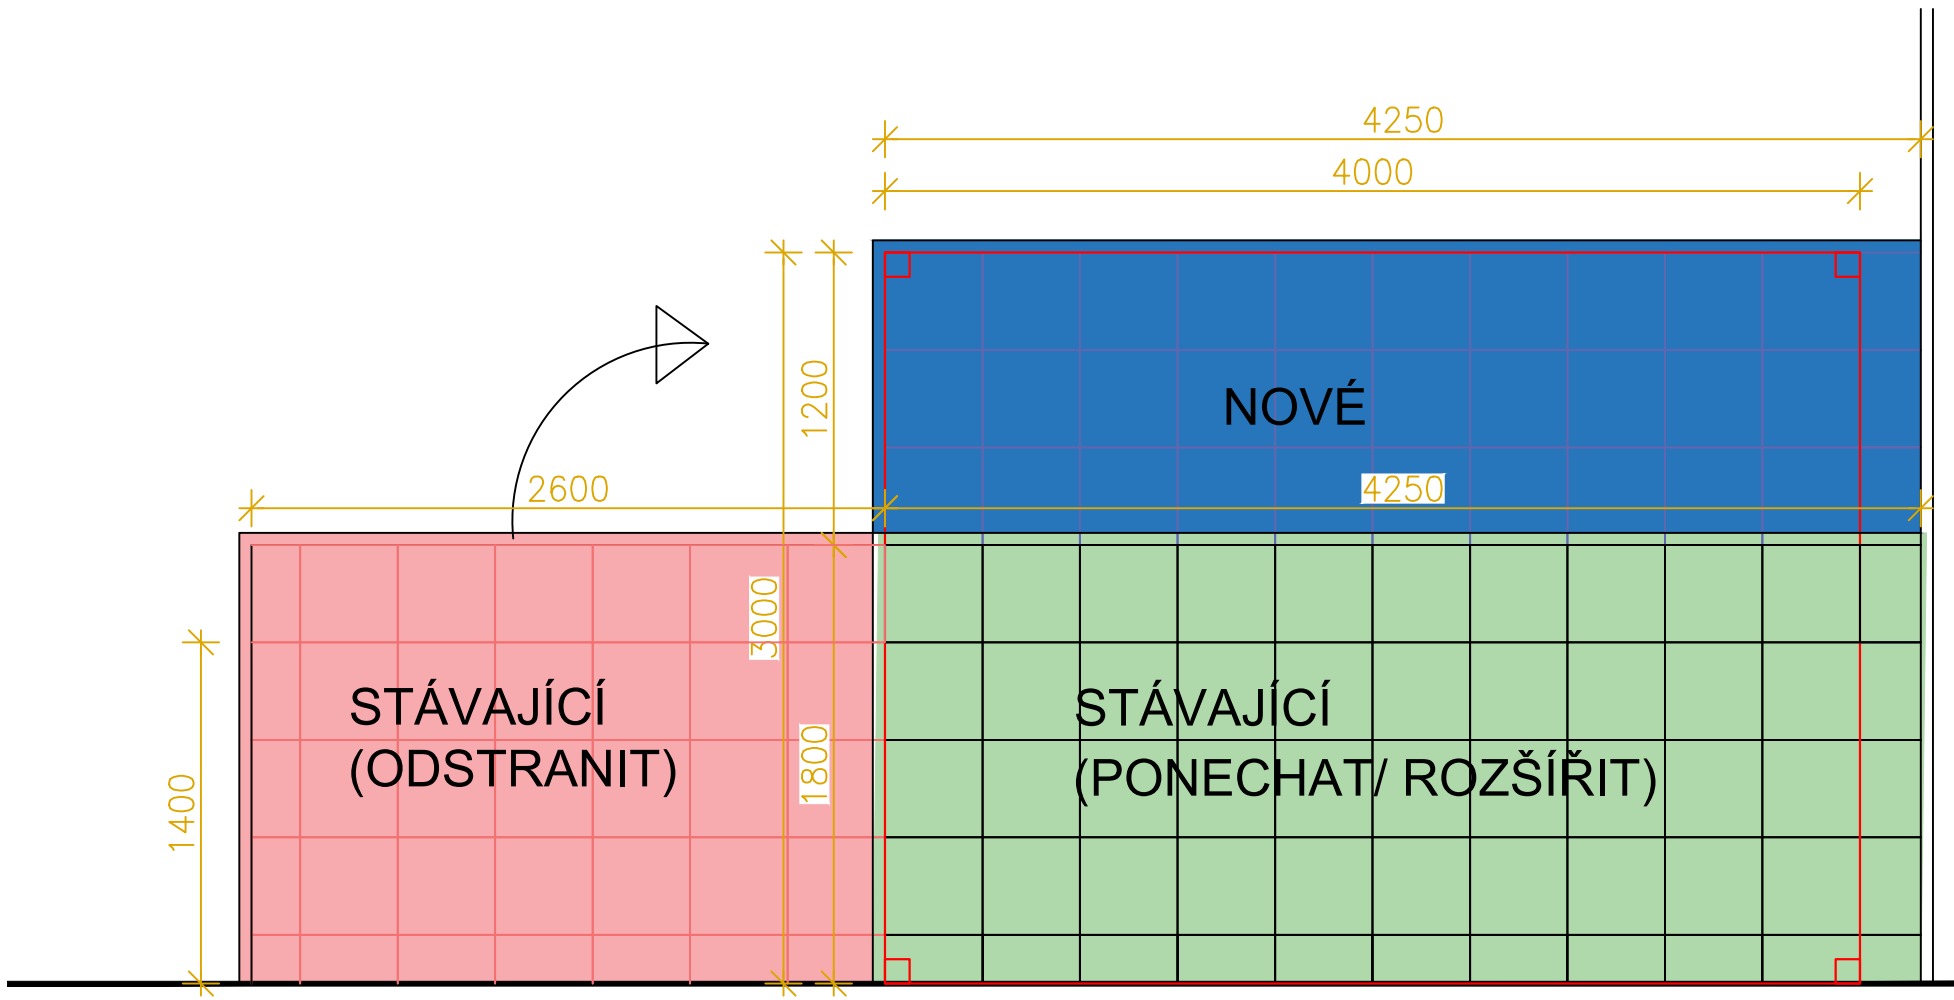 4250
4000
1200
NOVÉ
2600
4250
3000
STÁVAJÍCÍ
(ODSTRANIT)
STÁVAJÍCÍ
(PONECHAT/ ROZŠÍŘIT)
1800
1400